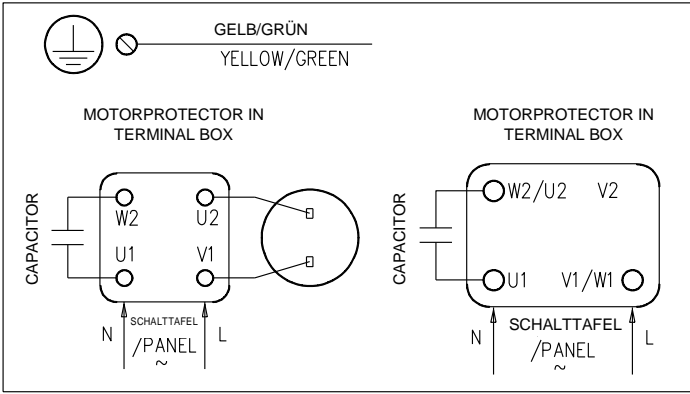 GELB/GRÜN
YELLOW/GREEN
MOTORPROTECTOR IN
TERMINAL BOX
CAPACITOR
W2
U2
U1
V1
N
SCHALTTAFEL
/PANEL
~
L
MOTORPROTECTOR IN
TERMINAL BOX
CAPACITOR
W2/U2
V2
U1
V1/W1
N
SCHALTTAFEL
/PANEL
~
L